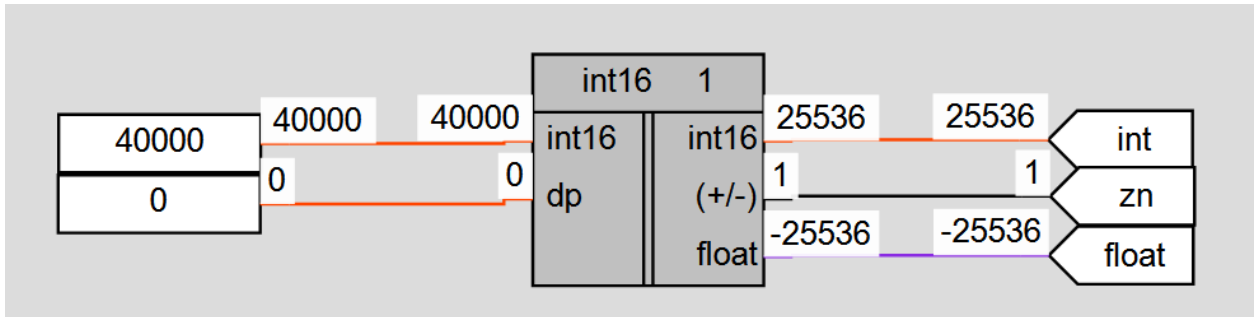 int16 1
40000 40000 40000 int16 int16 25536 25536 int
0 0 0 dp (+/-) 1 1 zn
float -25536 -25536 float